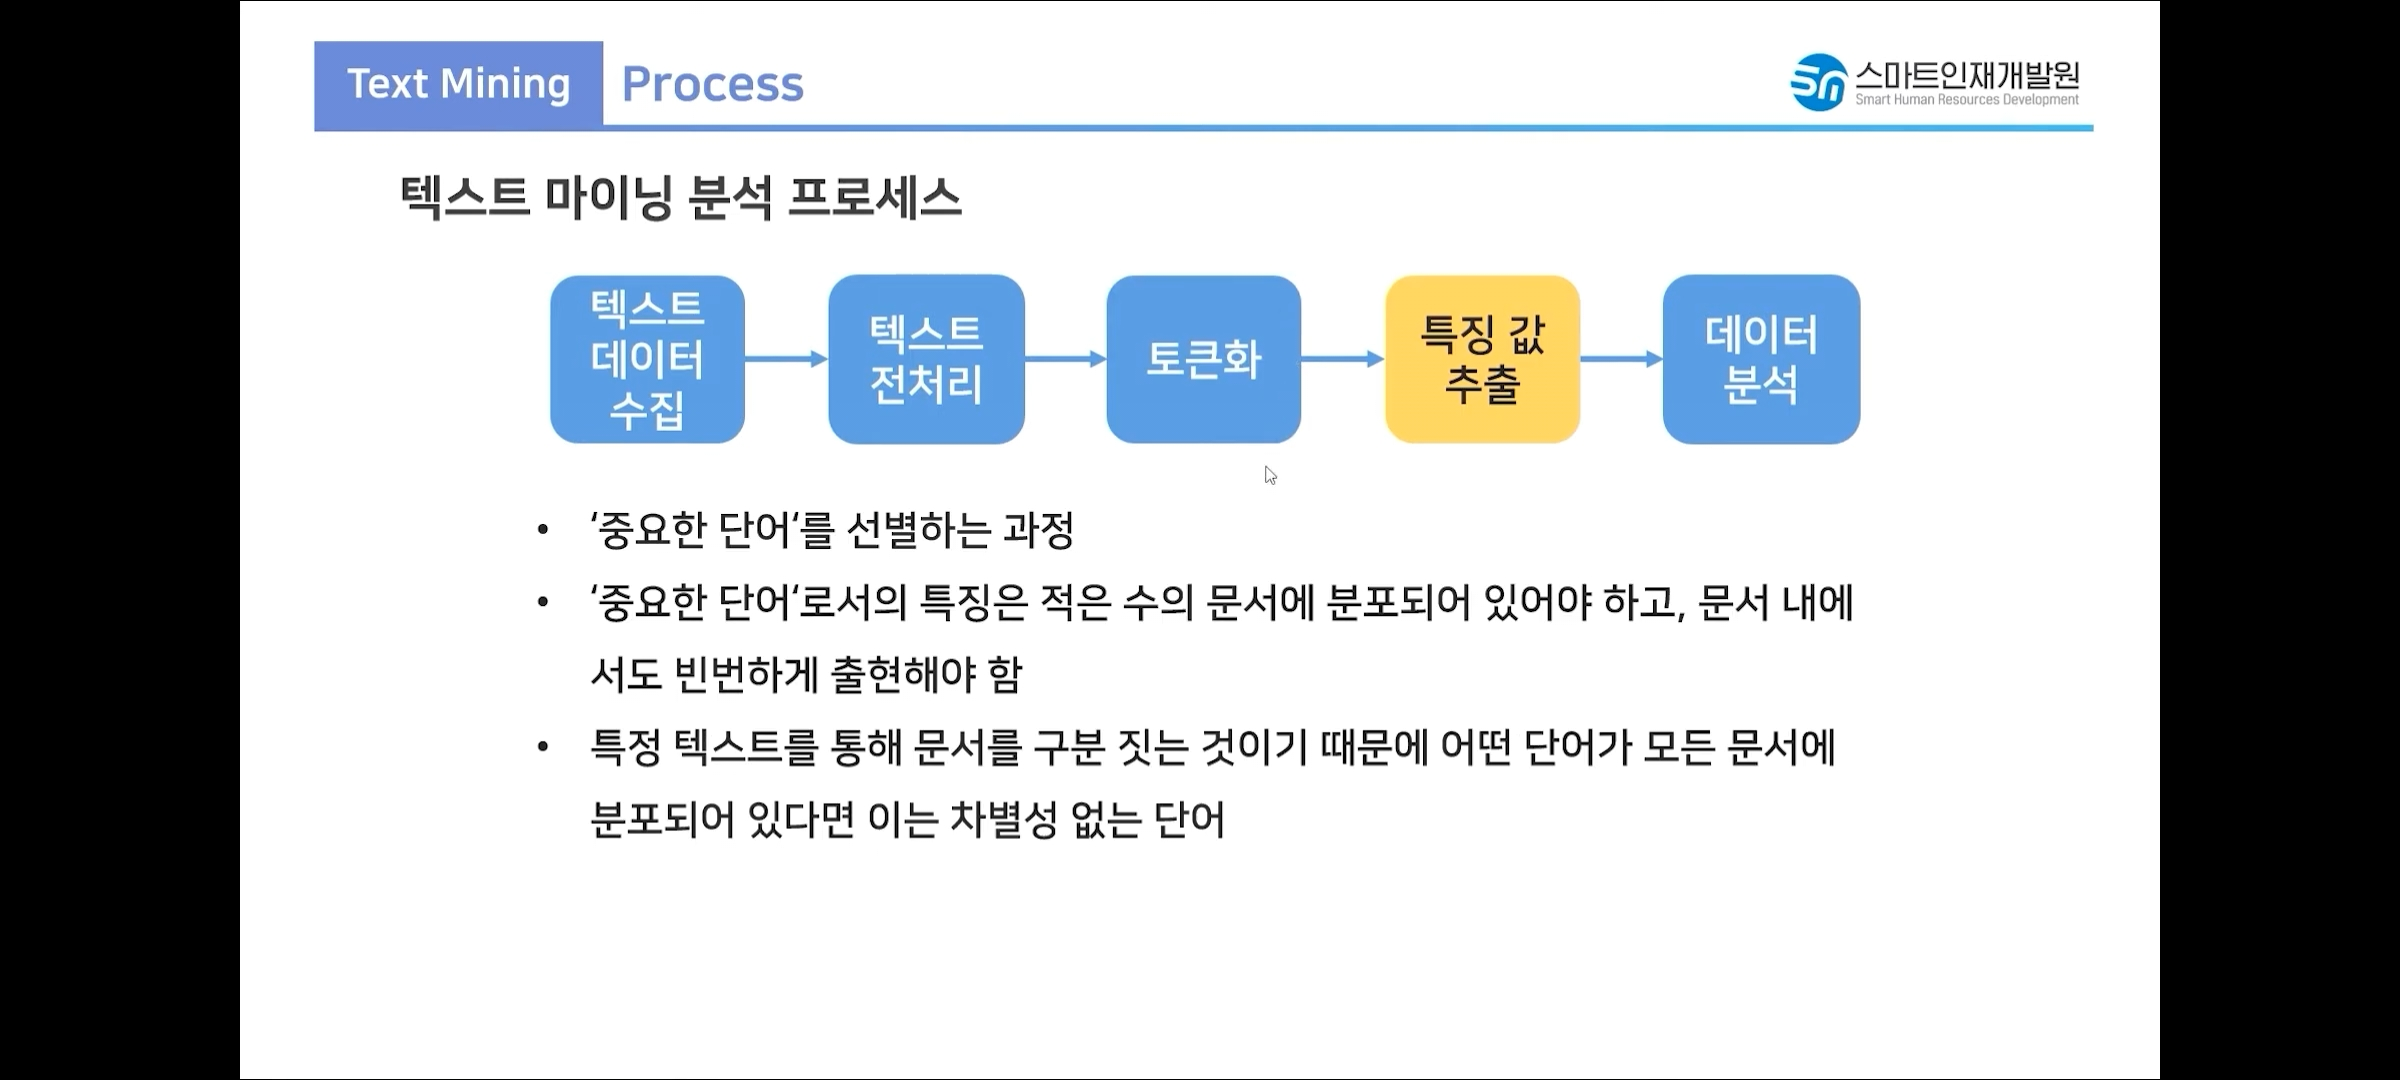 Text Mining Process
스마트인재개발원
Smart Human Resources Development
텍스트 마이닝 분석 프로세스
텍스트
데이터
수집
텍스트
전처리
토큰화
특징 값
추출
데이터
분석
• ‘중요한 단어‘를 선별하는 과정
• ‘중요한 단어‘로서의 특징은 적은 수의 문서에 분포되어 있어야 하고, 문서 내에
서도 빈번하게 출현해야 함
• 특정 텍스트를 통해 문서를 구분 짓는 것이기 때문에 어떤 단어가 모든 문서에
분포되어 있다면 이는 차별성 없는 단어